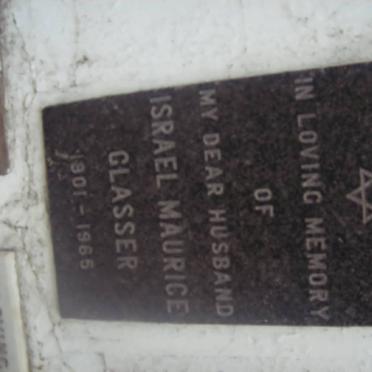 IN LOVING MEMORY
OF
MY DEAR HUSBAND
ISRAEL MAURICE
GLASSER
1901 - 1965